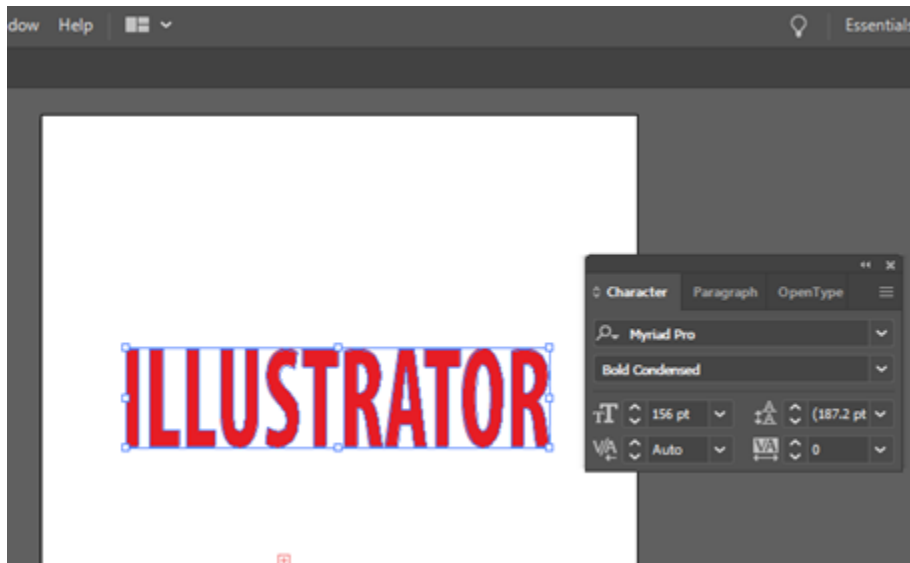 dow Help Essentials
Character Paragraph OpenType
Myriad Pro
ILLUSTRATOR
Bold Condensed
156 pt (187.2 pt
Auto 0